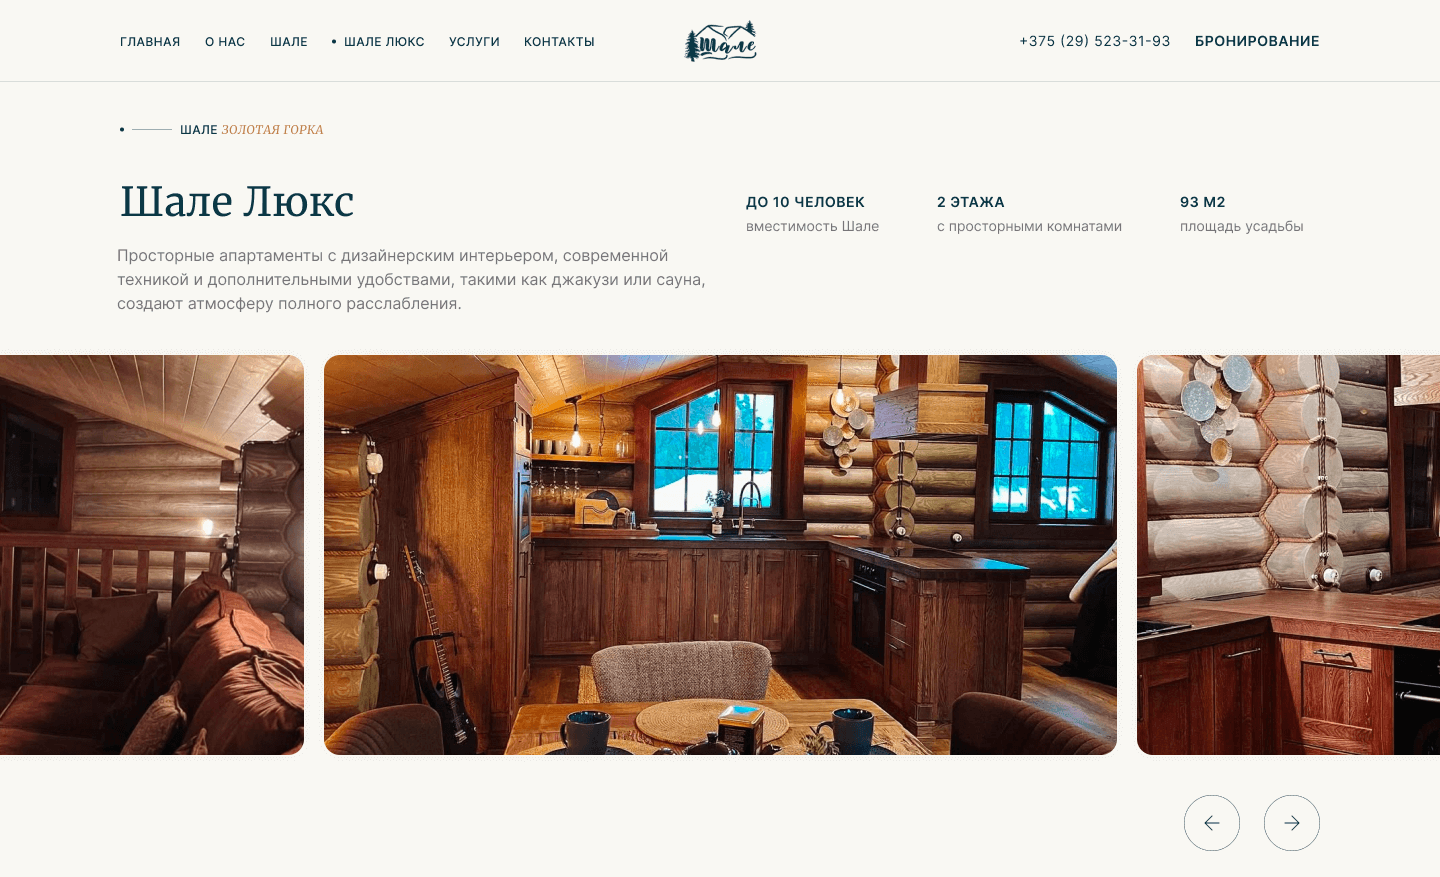 ГЛАВНАЯ О НАС ШАЛЕ • ШАЛЕ ЛЮКС УСЛУГИ КОНТАКТЫ
Шале
+375 (29) 523-31-93 БРОНИРОВАНИЕ
ШАЛЕ ЗОЛОТАЯ ГОРКА
Шале Люкс
Просторные апартаменты с дизайнерским интерьером, современной
техникой и дополнительными удобствами, такими как джакузи или сауна,
создают атмосферу полного расслабления.
ДО 10 ЧЕЛОВЕК
вместимость Шале
2 ЭТАЖА
с просторными комнатами
93 М2
площадь усадьбы